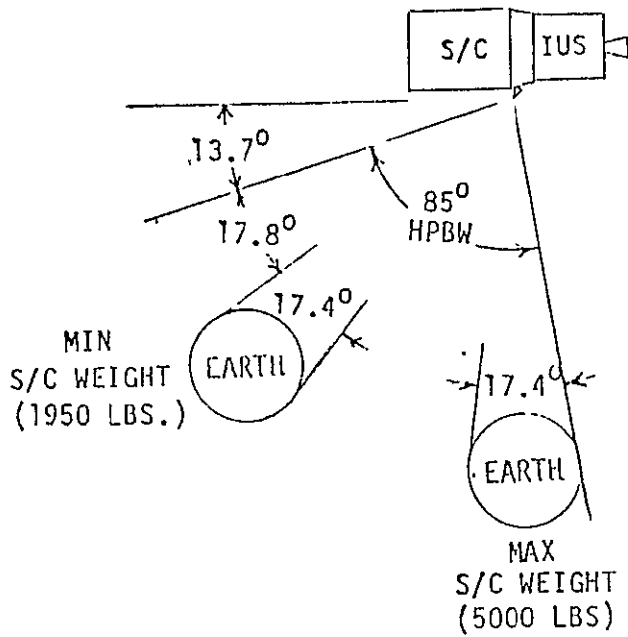 S/C IUS
13.7°
85°
HPBW
17.8°
17.4°
MIN
S/C WEIGHT
(1950 LBS.)
EARTH
17.4°
EARTH
MAX
S/C WEIGHT
(5000 LBS)